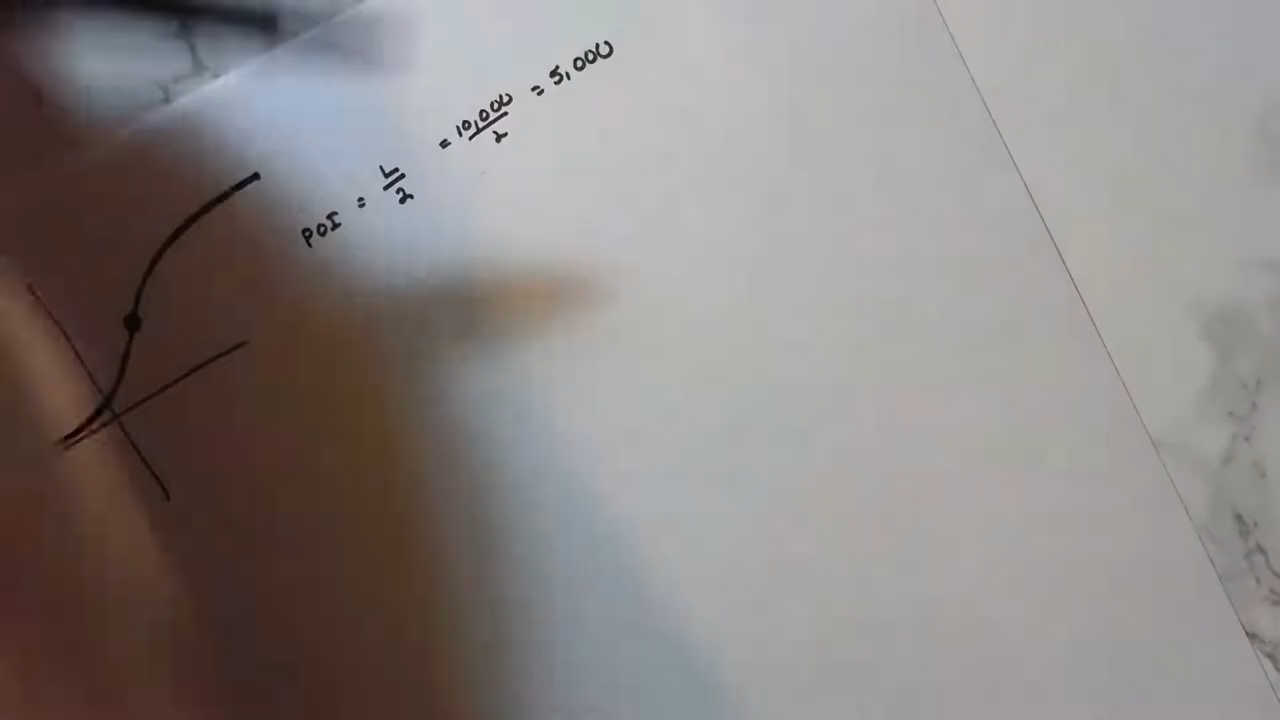 POI = L/2 = 10,000/2 = 5,000